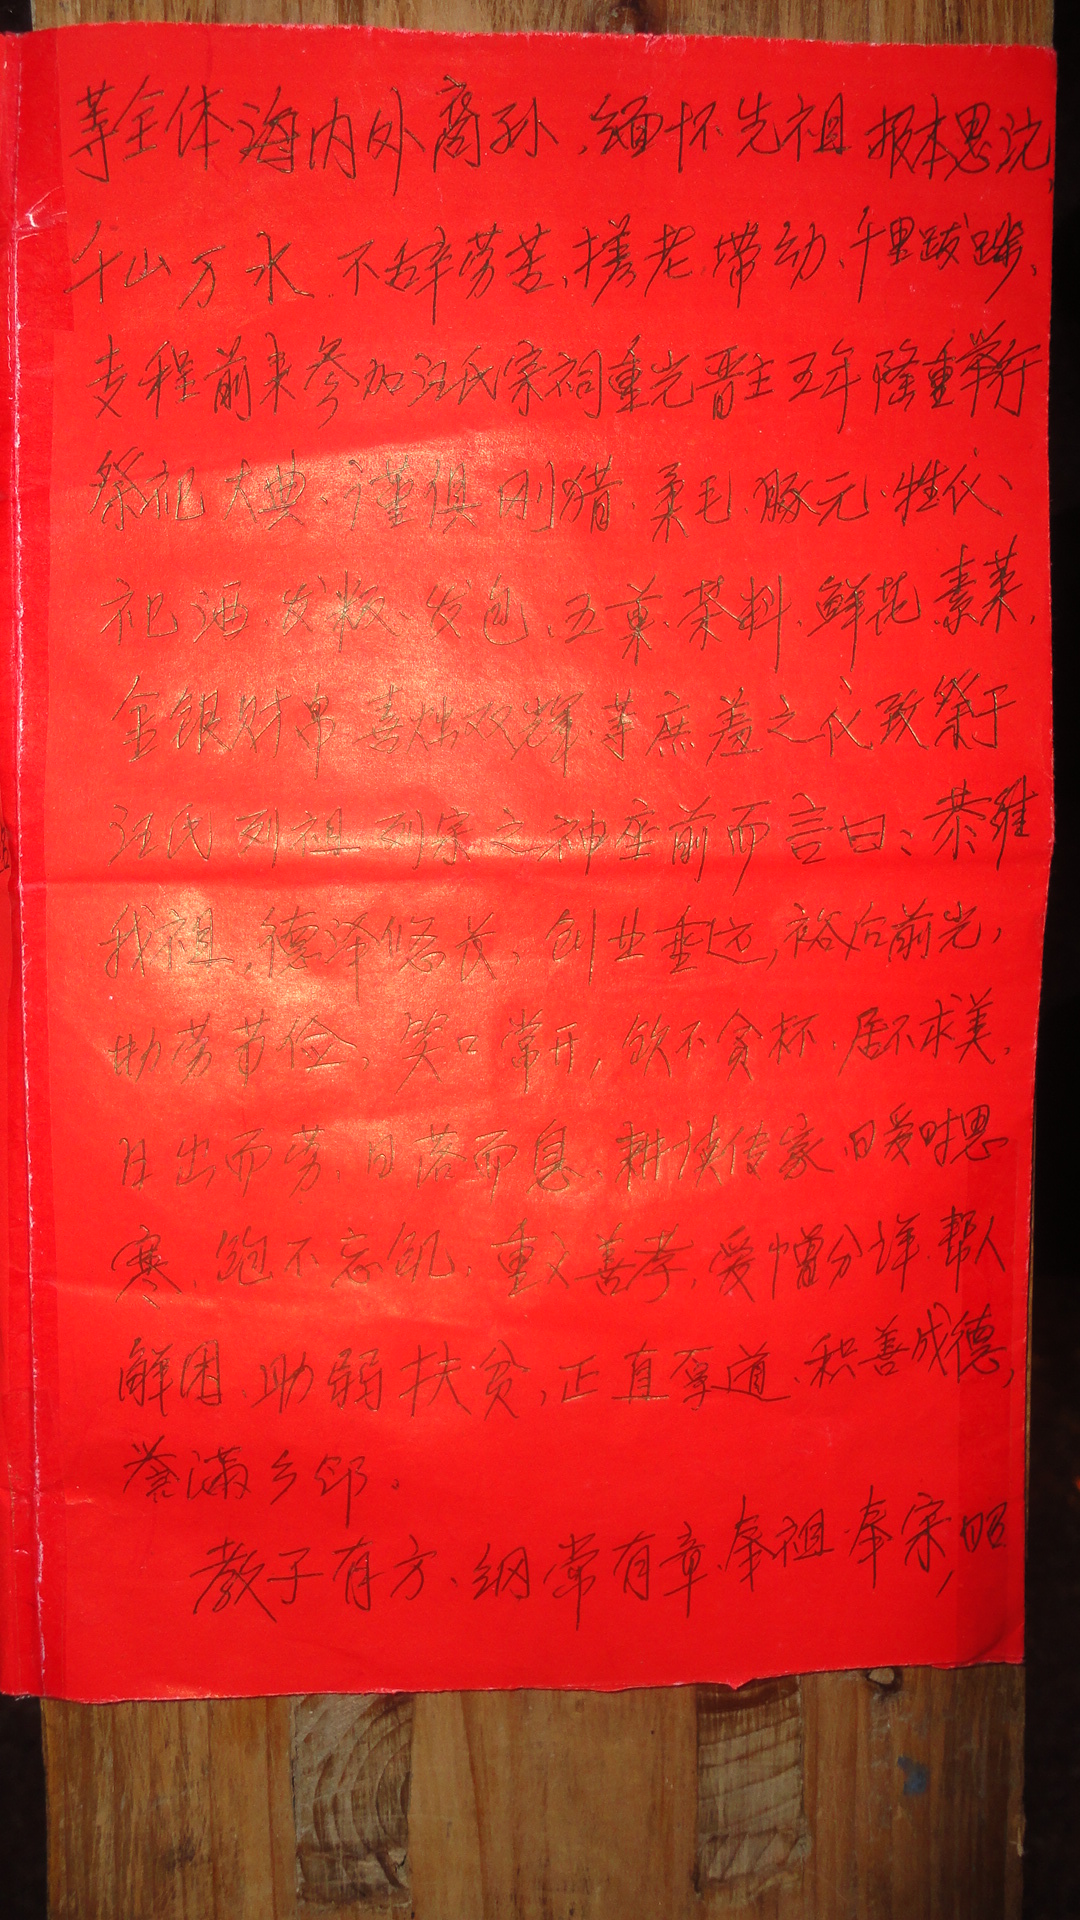 等全体海内外裔孙、缅怀先祖报本思沅、
千山万水不辞劳苦、携老带幼、千里跋涉、
专程前来参加汪氏宗祠重光晋主五年隆重举行
祭祀大典、谨俱刚猎、柔毛、豚元、牲仪、
祀酒、发粄、发包、五菓、茶料、鲜花、素菜、
金银财帛喜烛双辉、等庶羞之仪致祭于
汪氏列祖列宗之神座前而言曰：恭维
我祖，德泽悠长，创业垂远，裕后前光，
勤劳节俭，笑口常开，饮不贪杯、居不求美、
日出而劳、日落而息、耕读传家、暖时思
寒、饱不忘饥、重义善孝、爱憎分详、帮人
解困、助弱扶贫，正直厚道、积善成德，
誉满乡邻。
教子有方、纲常有章、奉祖奉宗，昭